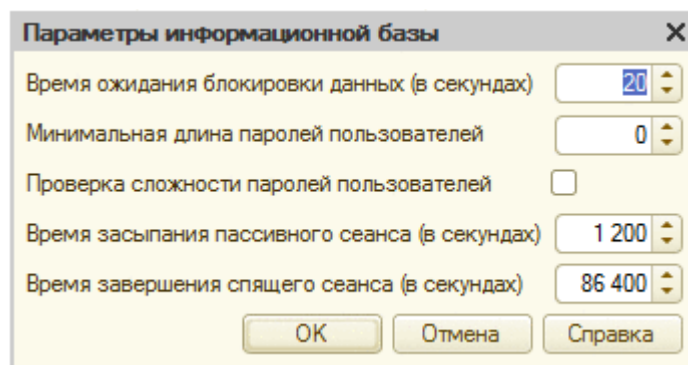 Параметры информационной базы
Время ожидания блокировки данных (в секундах) 20
Минимальная длина паролей пользователей 0
Проверка сложности паролей пользователей
Время засыпания пассивного сеанса (в секундах) 1 200
Время завершения спящего сеанса (в секундах) 86 400
OK Отмена Справка